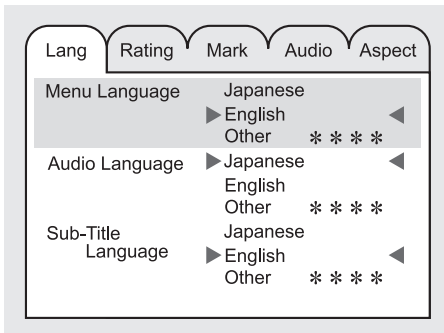 Lang Rating Mark Audio Aspect
Menu Language Japanese
English
Other ＊＊＊＊
Audio Language Japanese
English
Other ＊＊＊＊
Sub-Title Japanese
Language English
Other ＊＊＊＊